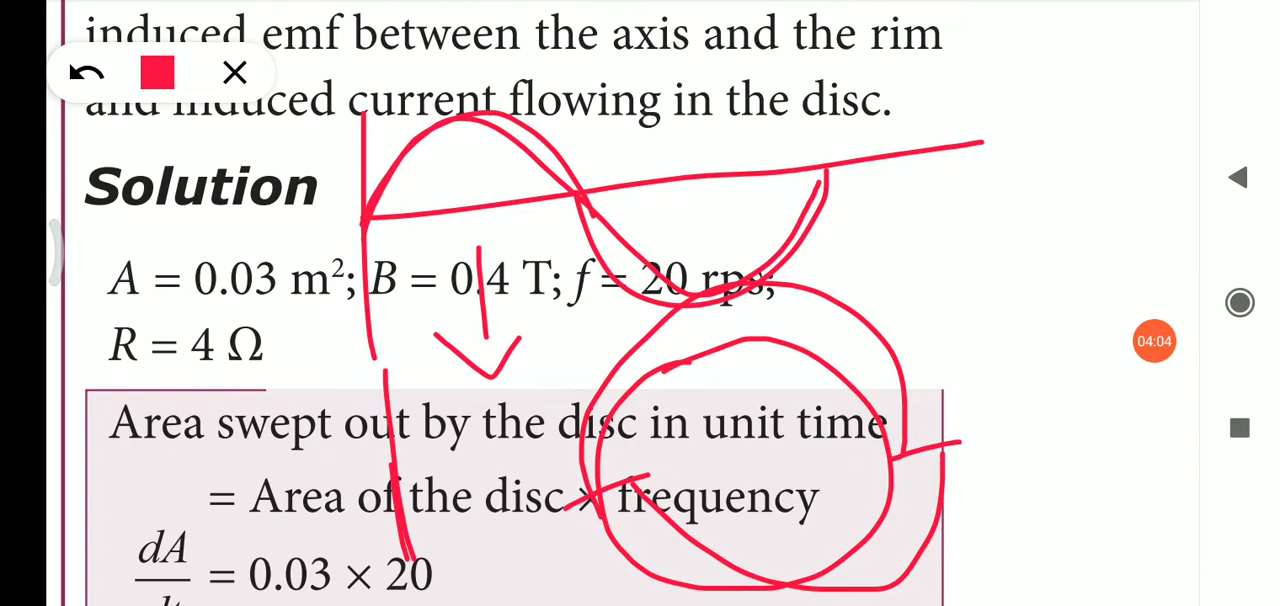 induced emf between the axis and the rim
and induced current flowing in the disc.
Solution
A = 0.03 m²; B = 0.4 T; f = 20 rps;
R = 4 Ω
Area swept out by the disc in unit time
= Area of the disc × frequency
dA
= 0.03 × 20
04:04